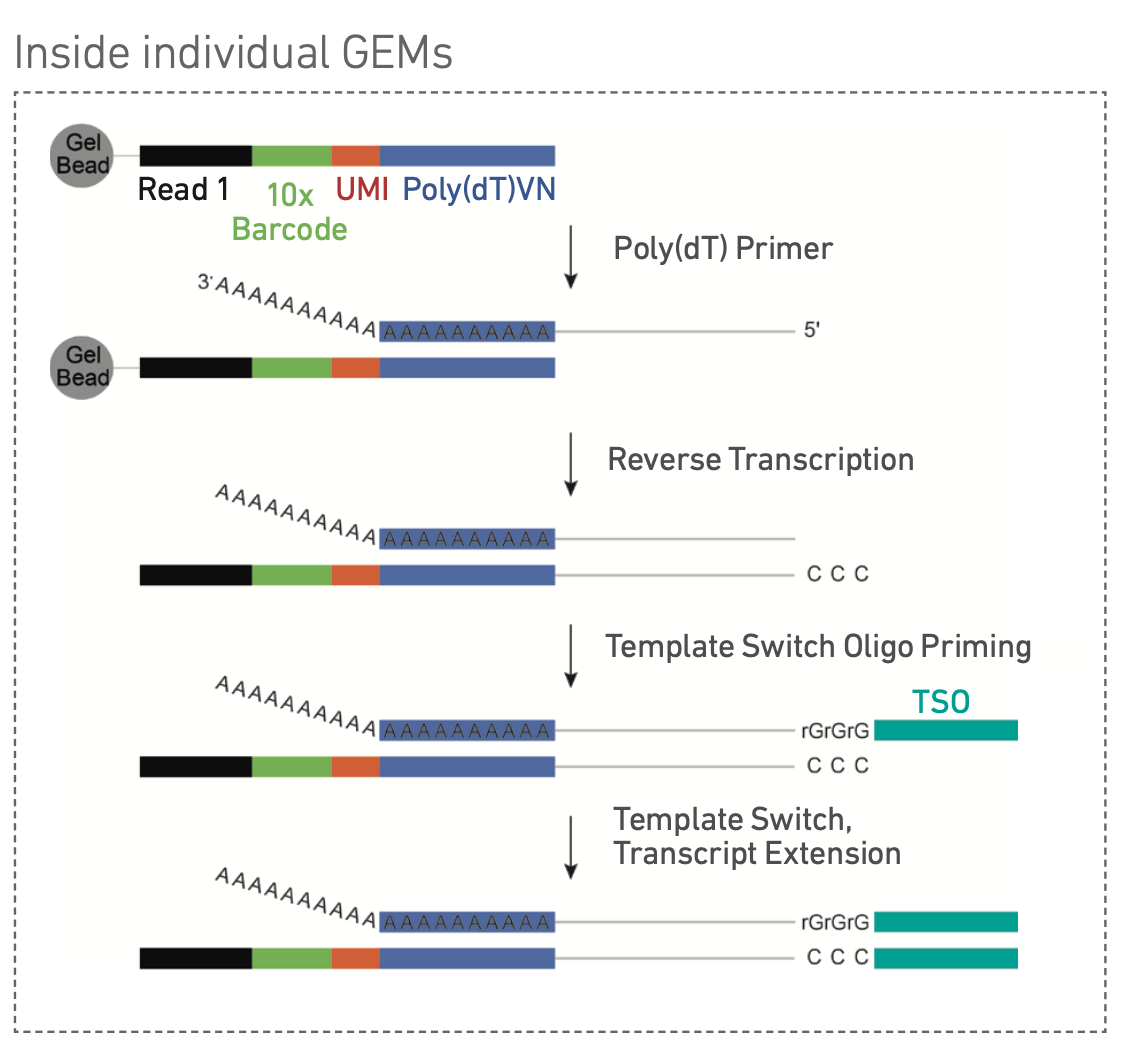 Inside individual GEMs
Gel
Bead
Read 1
10x
Barcode
UMI
Poly(dT)VN
Poly(dT) Primer
3'AAAAAAAAAA
AAAAAAAAAA
5'
Gel
Bead
Reverse Transcription
AAAAAAAAAA
AAAAAAAAAA
C C C
Template Switch Oligo Priming
TSO
AAAAAAAAAA
AAAAAAAAAA
rGrGrG
C C C
Template Switch,
Transcript Extension
AAAAAAAAAA
AAAAAAAAAA
rGrGrG
C C C